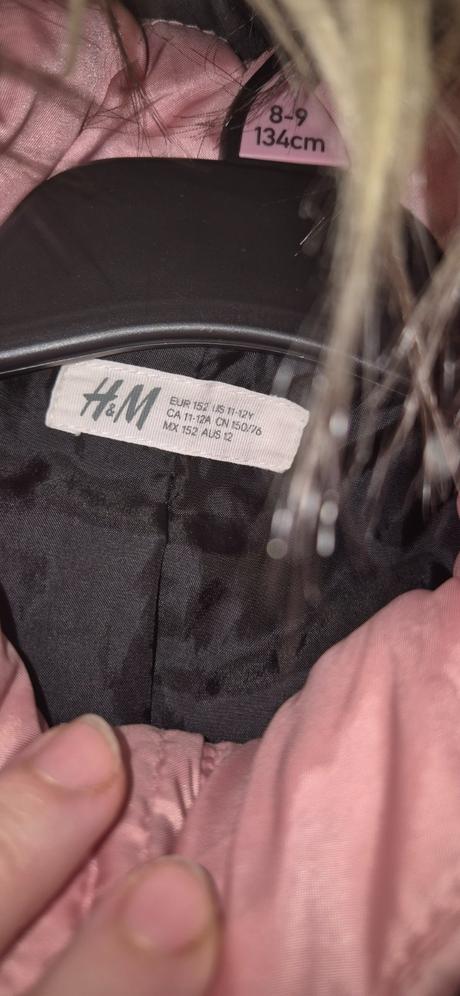 8-9
134cm
H&M
EUR 152 US 11-12Y
CA 11-12A CN 150/76
MX 152 AUS 12